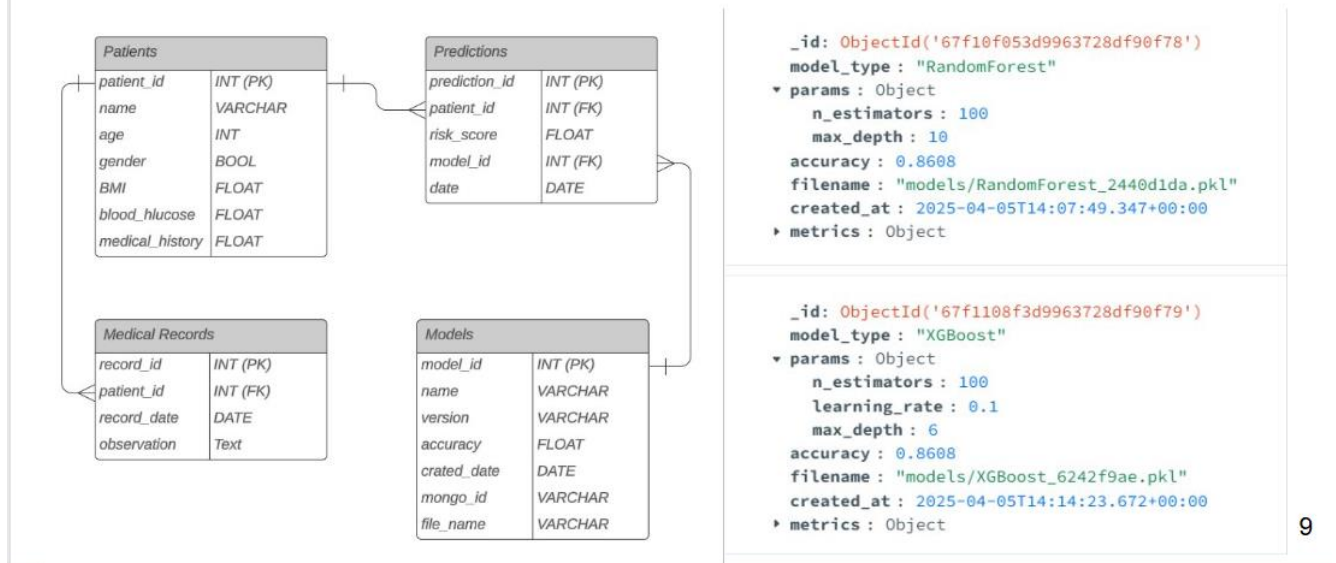 Patients
patient_id INT (PK)
name VARCHAR
age INT
gender BOOL
BMI FLOAT
blood_hlucose FLOAT
medical_history FLOAT
Predictions
prediction_id INT (PK)
patient_id INT (FK)
risk_score FLOAT
model_id INT (FK)
date DATE
Medical Records
record_id INT (PK)
patient_id INT (FK)
record_date DATE
observation Text
Models
model_id INT (PK)
name VARCHAR
version VARCHAR
accuracy FLOAT
crated_date DATE
mongo_id VARCHAR
file_name VARCHAR
_id: ObjectId('67f10f053d9963728df90f78')
model_type : "RandomForest"
params : Object
n_estimators : 100
max_depth : 10
accuracy : 0.8608
filename : "models/RandomForest_2440d1da.pkl"
created_at : 2025-04-05T14:07:49.347+00:00
metrics : Object
_id: ObjectId('67f1108f3d9963728df90f79')
model_type : "XGBoost"
params : Object
n_estimators : 100
learning_rate : 0.1
max_depth : 6
accuracy : 0.8608
filename : "models/XGBoost_6242f9ae.pkl"
created_at : 2025-04-05T14:14:23.672+00:00
metrics : Object
9